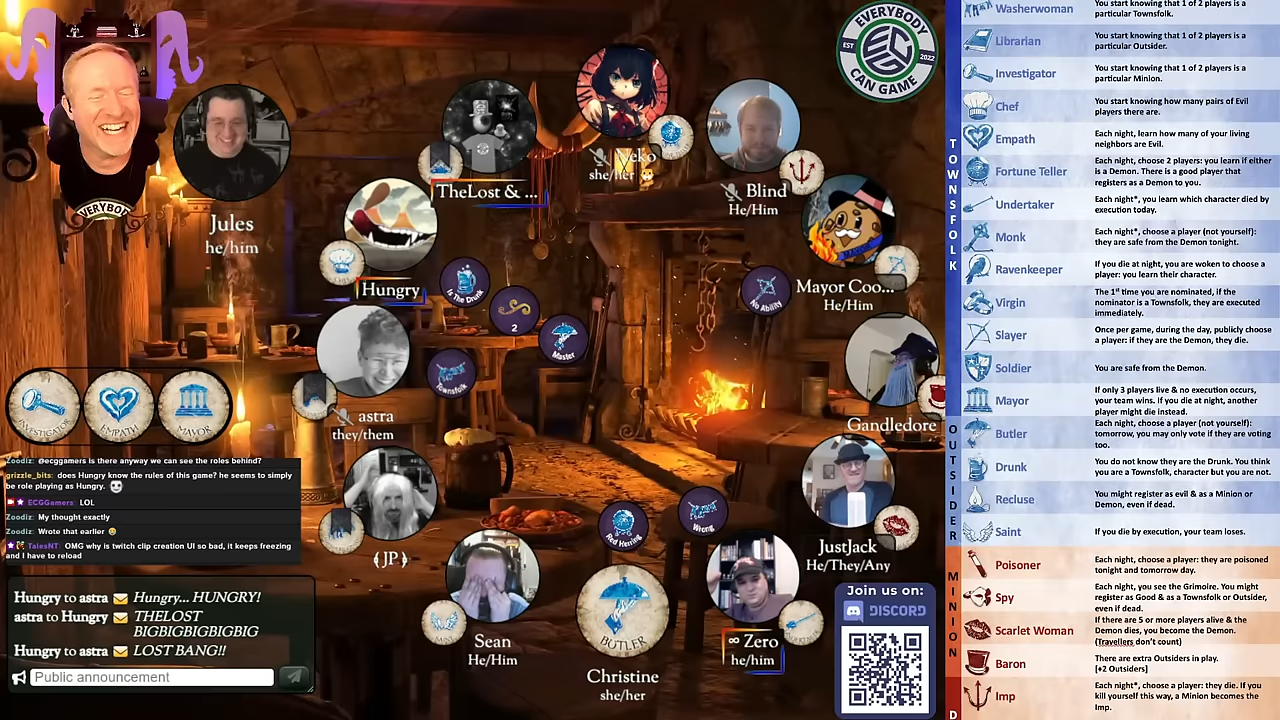 EVERYBODY
EST
2022
CAN GAME
Jules
he/him
TheLost & ...
Neko
she/her
Blind
He/Him
Hungry
Is The Drunk
2
Master
No Ability
Mayor Coo...
He/Him
Townsfolk
astra
they/them
Gandledore
INVESTIGATOR
EMPATH
MAYOR
Zoodiz: @ecggamers is there anyway we can see the roles behind?
grizzle_bits: does Hungry know the rules of this game? he seems to simply
be role playing as Hungry.
ECGGamers: LOL
Zoodiz: My thought exactly
Zoodiz: Wrote that earlier
TalesNT: OMG why is twitch clip creation UI so bad, it keeps freezing
and I have to reload
(JP)
Red Herring
Wrong
JustJack
He/They/Any
Sean
He/Him
BUTLER
Christine
she/her
∞ Zero
he/him
Hungry to astra Hungry... HUNGRY!
astra to Hungry THELOST
BIGBIGBIGBIGBIG
Hungry to astra LOST BANG!!
Public announcement
Join us on:
DISCORD
TOWNSFOLK
Washerwoman
You start knowing that 1 of 2 players is a
particular Townsfolk.
Librarian
You start knowing that 1 of 2 players is a
particular Outsider.
Investigator
You start knowing that 1 of 2 players is a
particular Minion.
Chef
You start knowing how many pairs of Evil
players there are.
Empath
Each night, learn how many of your living
neighbors are Evil.
Fortune Teller
Each night, choose 2 players: you learn if either
is a Demon. There is a good player that
registers as a Demon to you.
Undertaker
Each night*, you learn which character died by
execution today.
Monk
Each night*, choose a player (not yourself):
they are safe from the Demon tonight.
Ravenkeeper
If you die at night, you are woken to choose a
player: you learn their character.
Virgin
The 1st time you are nominated, if the
nominator is a Townsfolk, they are executed
immediately.
Slayer
Once per game, during the day, publicly choose
a player: if they are the Demon, they die.
Soldier
You are safe from the Demon.
Mayor
If only 3 players live & no execution occurs,
your team wins. If you die at night, another
player might die instead.
OUTSIDER
Butler
Each night, choose a player (not yourself):
tomorrow, you may only vote if they are voting
too.
Drunk
You do not know they are the Drunk. You think
you are a Townsfolk, character but you are not.
Recluse
You might register as evil & as a Minion or
Demon, even if dead.
Saint
If you die by execution, your team loses.
MINION
Poisoner
Each night, choose a player: they are poisoned
tonight and tomorrow day.
Spy
Each night, you see the Grimoire. You might
register as Good & as a Townsfolk or Outsider,
even if dead.
Scarlet Woman
If there are 5 or more players alive & the
Demon dies, you become the Demon.
(Travellers don't count)
Baron
There are extra Outsiders in play.
[+2 Outsiders]
D
Imp
Each night*, choose a player: they die. If you
kill yourself this way, a Minion becomes the
Imp.